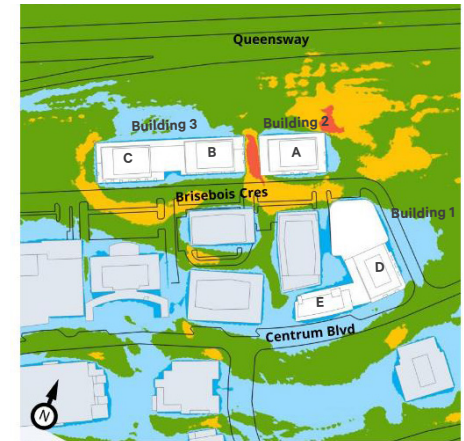 Queensway
Building 3
Building 2
C
B
A
Brisebois Cres
Building 1
D
E
Centrum Blvd
N